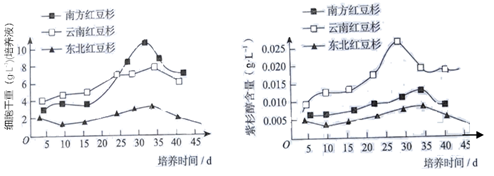 南方红豆杉
云南红豆杉
东北红豆杉
细胞干重(g·L⁻¹)(培养液)
10
8
6
4
2
O
5 10 15 20 25 30 35 40 45
培养时间/d
南方红豆杉
云南红豆杉
东北红豆杉
紫杉醇含量(g·L⁻¹)
0.025
0.020
0.015
0.010
0.005
0
5 10 15 22 25 30 34 40 45
培养时间/d